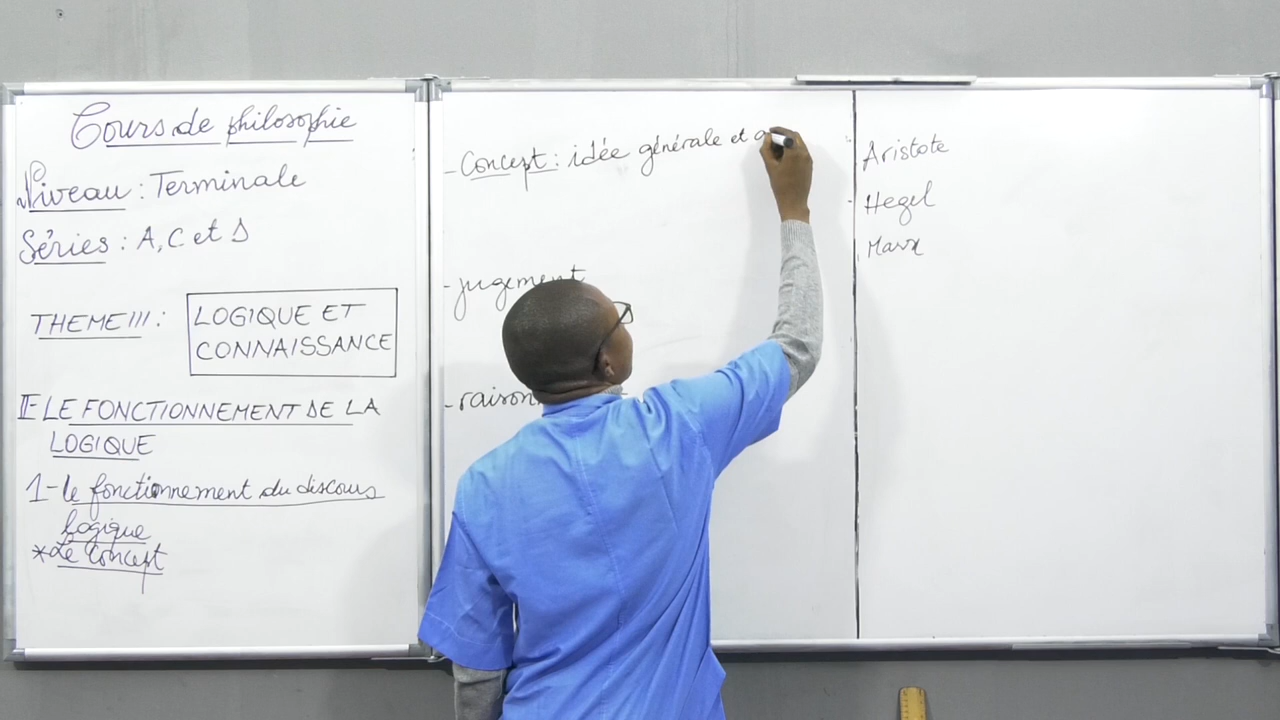 Cours de philosophie
Niveau : Terminale
Séries : A, C et D
THEME III :
LOGIQUE ET
CONNAISSANCE
II- LE FONCTIONNEMENT DE LA
LOGIQUE
1- le fonctionnement du discours
logique
* Le Concept
- Concept : idée générale et
- jugement
Aristote
Hegel
Marx